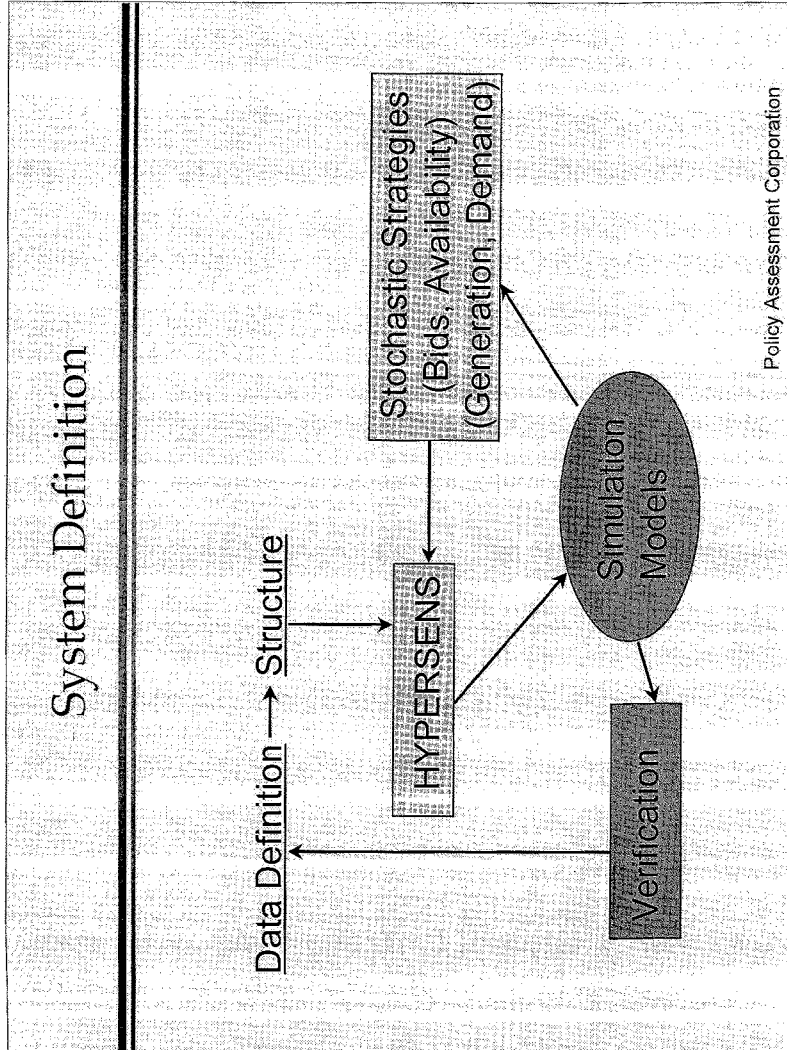 System Definition
Data Definition
Structure
HYPERSENS
Stochastic Strategies
(Bids, Availability)
(Generation, Demand)
Verification
Simulation
Models
Policy Assessment Corporation